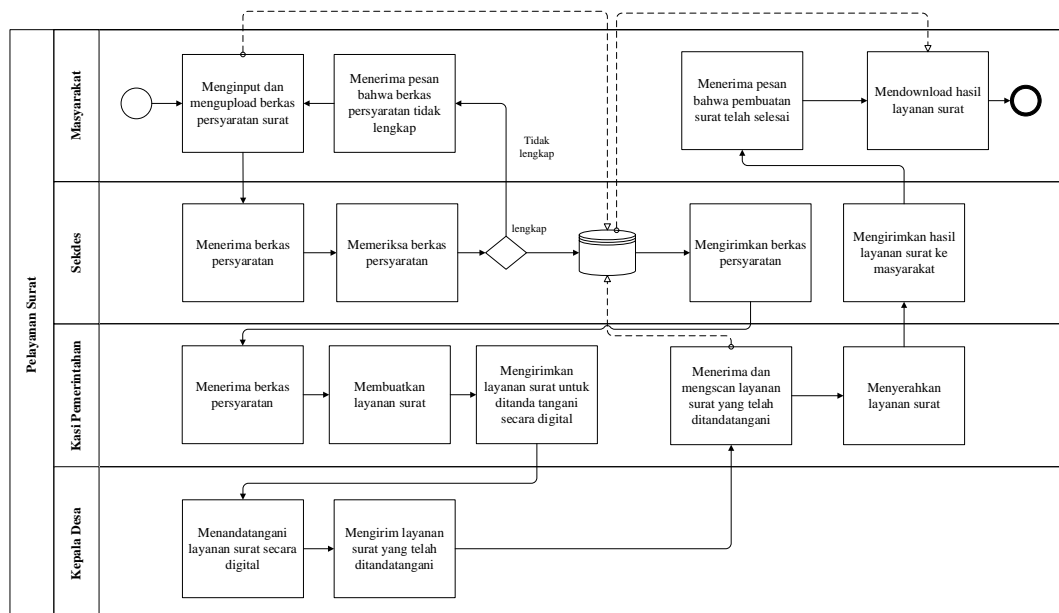 Pelayanan Surat
Masyarakat
Menginput dan
mengupload berkas
persyaratan surat
Menerima pesan
bahwa berkas
persyaratan tidak
lengkap
Tidak
lengkap
Menerima pesan
bahwa pembuatan
surat telah selesai
Mendownload hasil
layanan surat
Sekdes
Menerima berkas
persyaratan
Memeriksa berkas
persyaratan
lengkap
Mengirimkan berkas
persyaratan
Mengirimkan hasil
layanan surat ke
masyarakat
Kasi Pemerintahan
Menerima berkas
persyaratan
Membuatkan
layanan surat
Mengirimkan
layanan surat untuk
ditanda tangani
secara digital
Menerima dan
mengscan layanan
surat yang telah
ditandatangani
Menyerahkan
layanan surat
Kepala Desa
Menandatangani
layanan surat secara
digital
Mengirim layanan
surat yang telah
ditandatangani